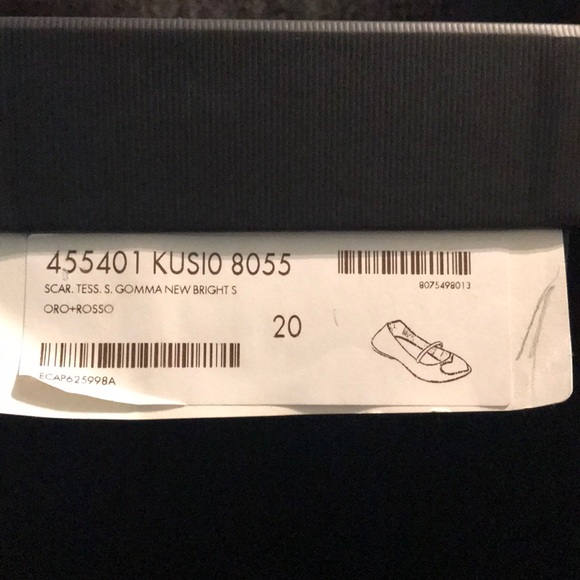 455401 KUSI0 8055
8075498013
SCAR. TESS. S. GOMMA NEW BRIGHT S
ORO+ROSSO
20
ECAP625998A